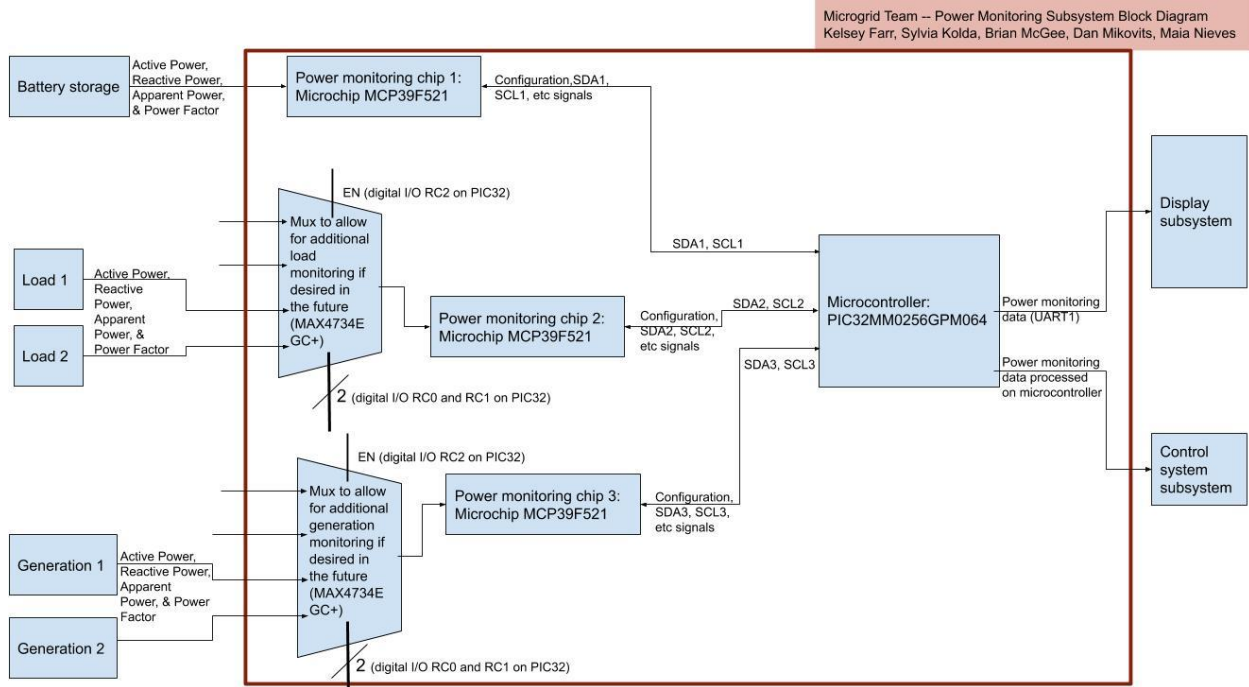 Microgrid Team -- Power Monitoring Subsystem Block Diagram
Kelsey Farr, Sylvia Kolda, Brian McGee, Dan Mikovits, Maia Nieves
Battery storage
Active Power,
Reactive Power,
Apparent Power,
& Power Factor
Power monitoring chip 1:
Microchip MCP39F521
Configuration,SDA1,
SCL1, etc signals
EN (digital I/O RC2 on PIC32)
Mux to allow
for additional
load
monitoring if
desired in
the future
(MAX4734E
GC+)
Load 1
Load 2
Active Power,
Reactive
Power,
Apparent
Power, &
Power Factor
2 (digital I/O RC0 and RC1 on PIC32)
Power monitoring chip 2:
Microchip MCP39F521
Configuration,
SDA2, SCL2,
etc signals
SDA1, SCL1
SDA2, SCL2
SDA3, SCL3
Microcontroller:
PIC32MM0256GPM064
Power monitoring
data (UART1)
Power monitoring
data processed
on microcontroller
Display
subsystem
Control
system
subsystem
EN (digital I/O RC2 on PIC32)
Mux to allow
for additional
generation
monitoring if
desired in
the future
(MAX4734E
GC+)
Power monitoring chip 3:
Microchip MCP39F521
Configuration,
SDA3, SCL3,
etc signals
Generation 1
Generation 2
Active Power,
Reactive Power,
Apparent
Power, & Power
Factor
2 (digital I/O RC0 and RC1 on PIC32)